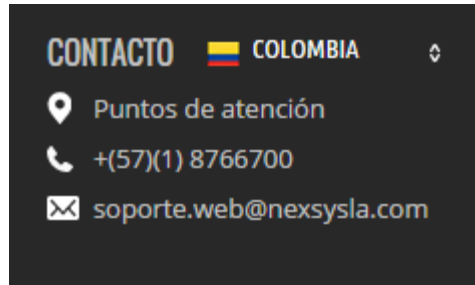 CONTACTO COLOMBIA
Puntos de atención
+(57)(1) 8766700
soporte.web@nexsysla.com